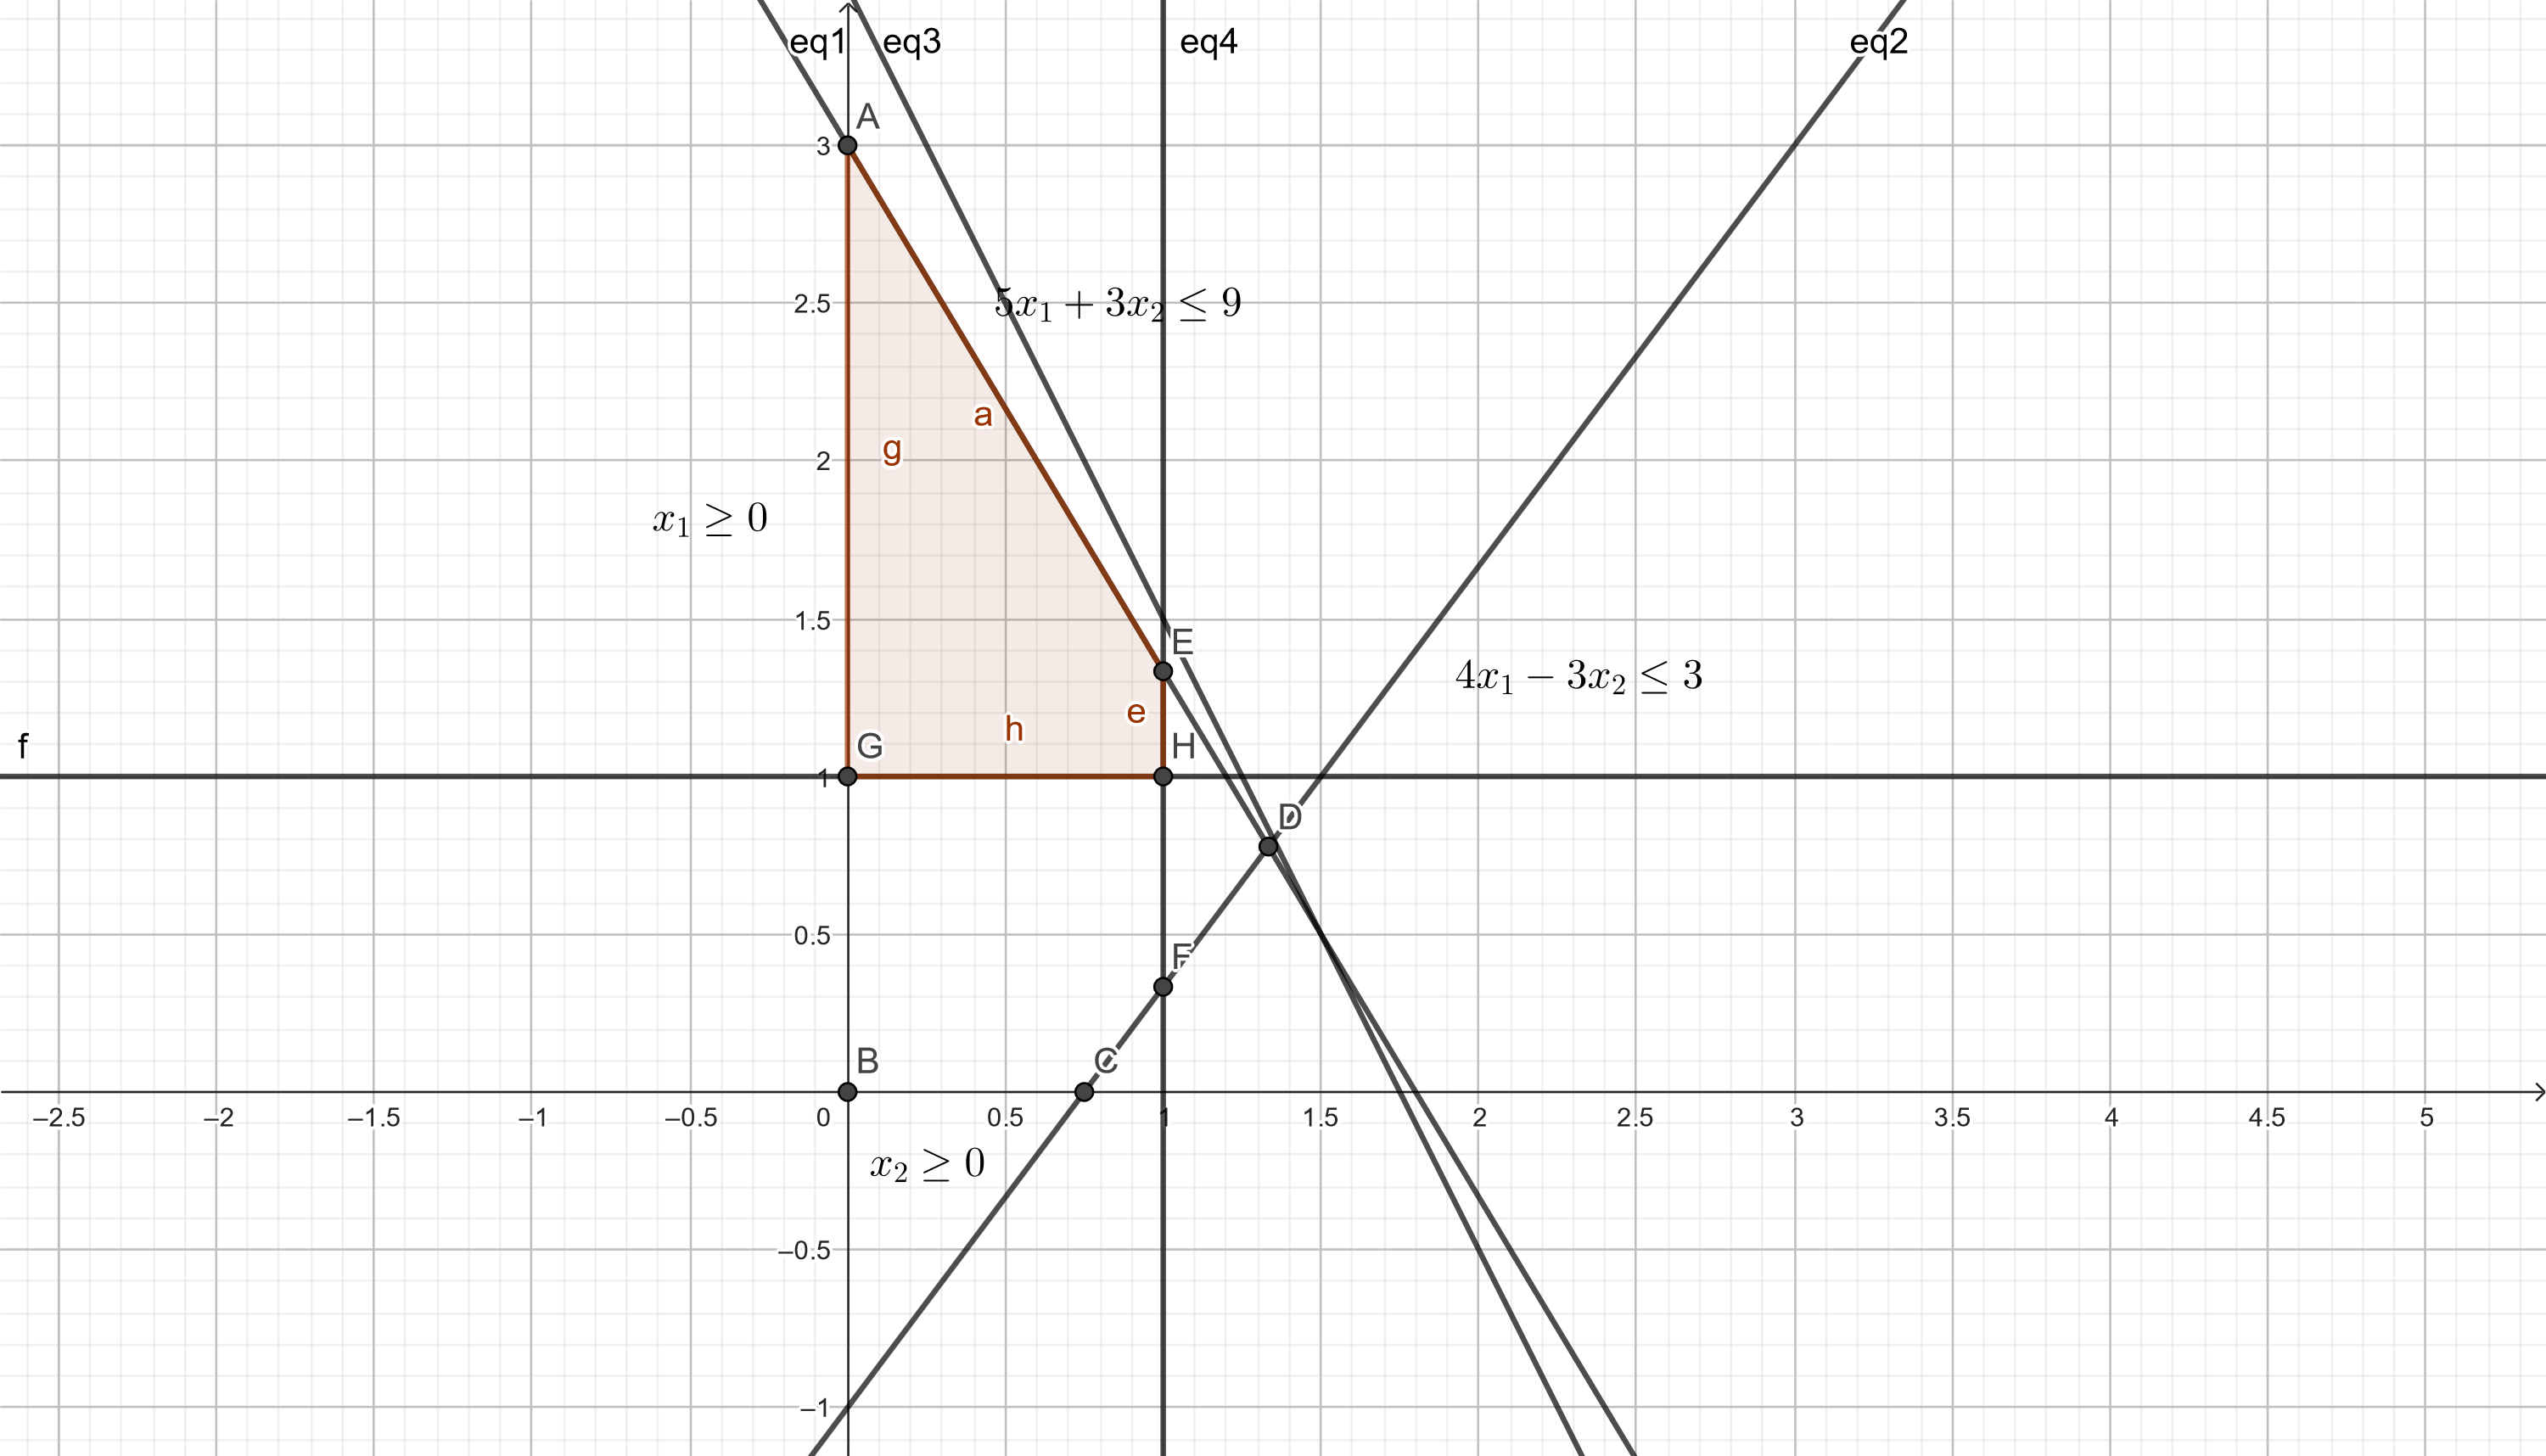 eq1 eq3 eq4 eq2
A
3
5x₁ + 3x₂ ≤ 9
2.5
a
g
2
x₁ ≥ 0
1.5
E
4x₁ − 3x₂ ≤ 3
e
h
f G H
1
D
0.5
F
B C
–2.5 –2 –1.5 –1 –0.5 0 0.5 1 1.5 2 2.5 3 3.5 4 4.5 5
x₂ ≥ 0
–0.5
–1